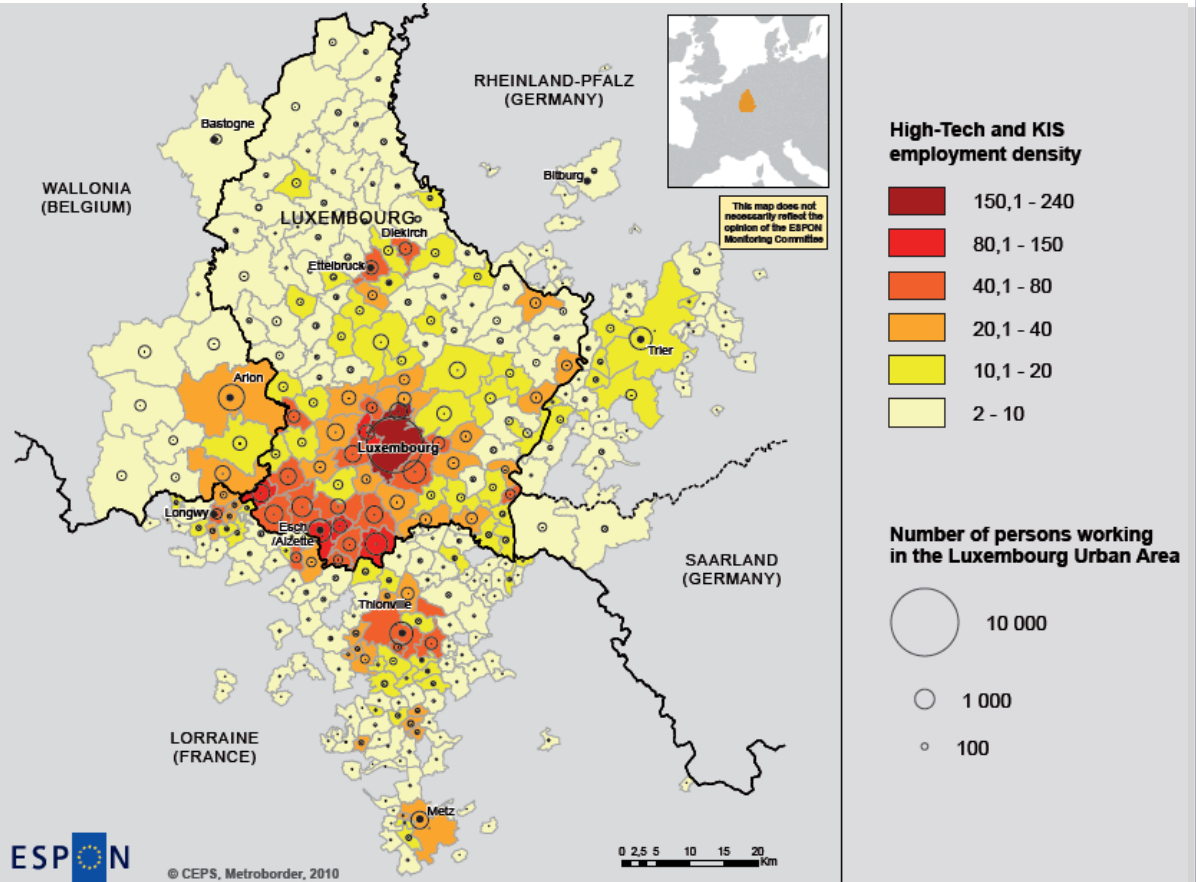 RHEINLAND-PFALZ
(GERMANY)
Bastogne
Bitburg
WALLONIA
(BELGIUM)
This map does not
necessarily reflect the
opinion of the ESPON
Monitoring Committee
LUXEMBOURG
Diekirch
Ettelbruck
Trier
Arlon
Luxembourg
Longwy
Esch
/Alzette
SAARLAND
(GERMANY)
Thionville
LORRAINE
(FRANCE)
Metz
ESPON
© CEPS, Metroborder, 2010
0 2,5 5 10 15 20
Km
High-Tech and KIS
employment density
150,1 - 240
80,1 - 150
40,1 - 80
20,1 - 40
10,1 - 20
2 - 10
Number of persons working
in the Luxembourg Urban Area
10 000
1 000
100